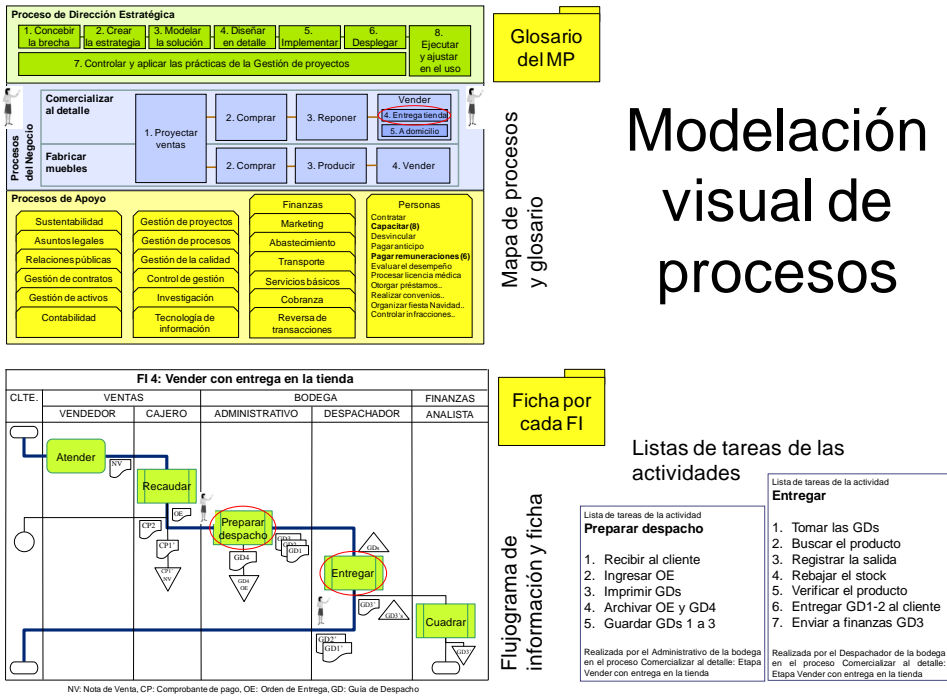 Proceso de Dirección Estratégica
1. Concebir
la brecha
2. Crear
la estrategia
3. Modelar
la solución
4. Diseñar
en detalle
5.
Implementar
6.
Desplegar
8.
Ejecutar
y ajustar
en el uso
7. Controlar y aplicar las prácticas de la Gestión de proyectos
Procesos
del Negocio
Comercializar
al detalle
1. Proyectar
ventas
2. Comprar
3. Reponer
Vender
4. Entrega tienda
5. A domicilio
Fabricar
muebles
2. Comprar
3. Producir
4. Vender
Procesos de Apoyo
Sustentabilidad
Asuntos legales
Relaciones públicas
Gestión de contratos
Gestión de activos
Contabilidad
Gestión de proyectos
Gestión de procesos
Gestión de la calidad
Control de gestión
Investigación
Tecnología de
información
Finanzas
Marketing
Abastecimiento
Transporte
Servicios básicos
Cobranza
Reversa de
transacciones
Personas
Contratar
Capacitar (8)
Desvincular
Pagar anticipo
Pagar remuneraciones (6)
Evaluar el desempeño
Procesar licencia médica
Otorgar préstamos..
Realizar convenios..
Organizar fiesta Navidad..
Controlar infracciones..
Glosario
del MP
Mapa de procesos
y glosario
Modelación
visual de
procesos
FI 4: Vender con entrega en la tienda
CLTE.
VENTAS
BODEGA
FINANZAS
VENDEDOR
CAJERO
ADMINISTRATIVO
DESPACHADOR
ANALISTA
Atender
NV
Recaudar
OE
CP2
CP1'
CP1'
NV
Preparar
despacho
GD3
GD2
GD1
GD4
GD4
OE
GDs
Entregar
GD3'
GD3's
GD2'
GD1'
Cuadrar
GD3'
NV: Nota de Venta, CP: Comprobante de pago, OE: Orden de Entrega, GD: Guía de Despacho
Ficha por
cada FI
Flujograma de
información y ficha
Listas de tareas de las
actividades
Lista de tareas de la actividad
Preparar despacho
1. Recibir al cliente
2. Ingresar OE
3. Imprimir GDs
4. Archivar OE y GD4
5. Guardar GDs 1 a 3
Realizada por el Administrativo de la bodega
en el proceso Comercializar al detalle: Etapa
Vender con entrega en la tienda
Lista de tareas de la actividad
Entregar
1. Tomar las GDs
2. Buscar el producto
3. Registrar la salida
4. Rebajar el stock
5. Verificar el producto
6. Entregar GD1-2 al cliente
7. Enviar a finanzas GD3
Realizada por el Despachador de la bodega
en el proceso Comercializar al detalle:
Etapa Vender con entrega en la tienda